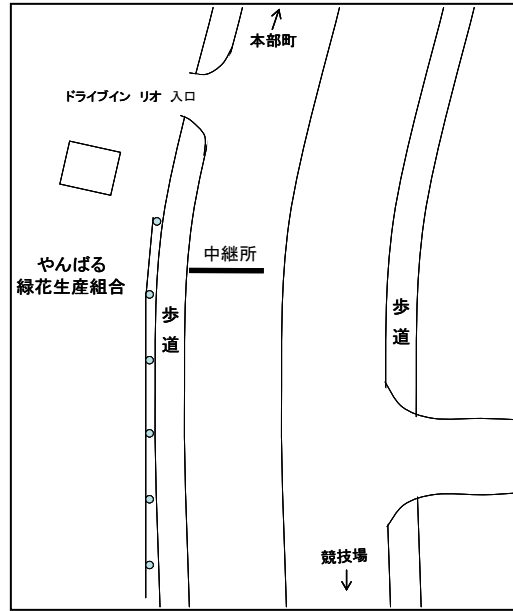 本部町
ドライブイン リオ 入口
中継所
やんばる
緑花生産組合
歩
道
歩
道
競技場